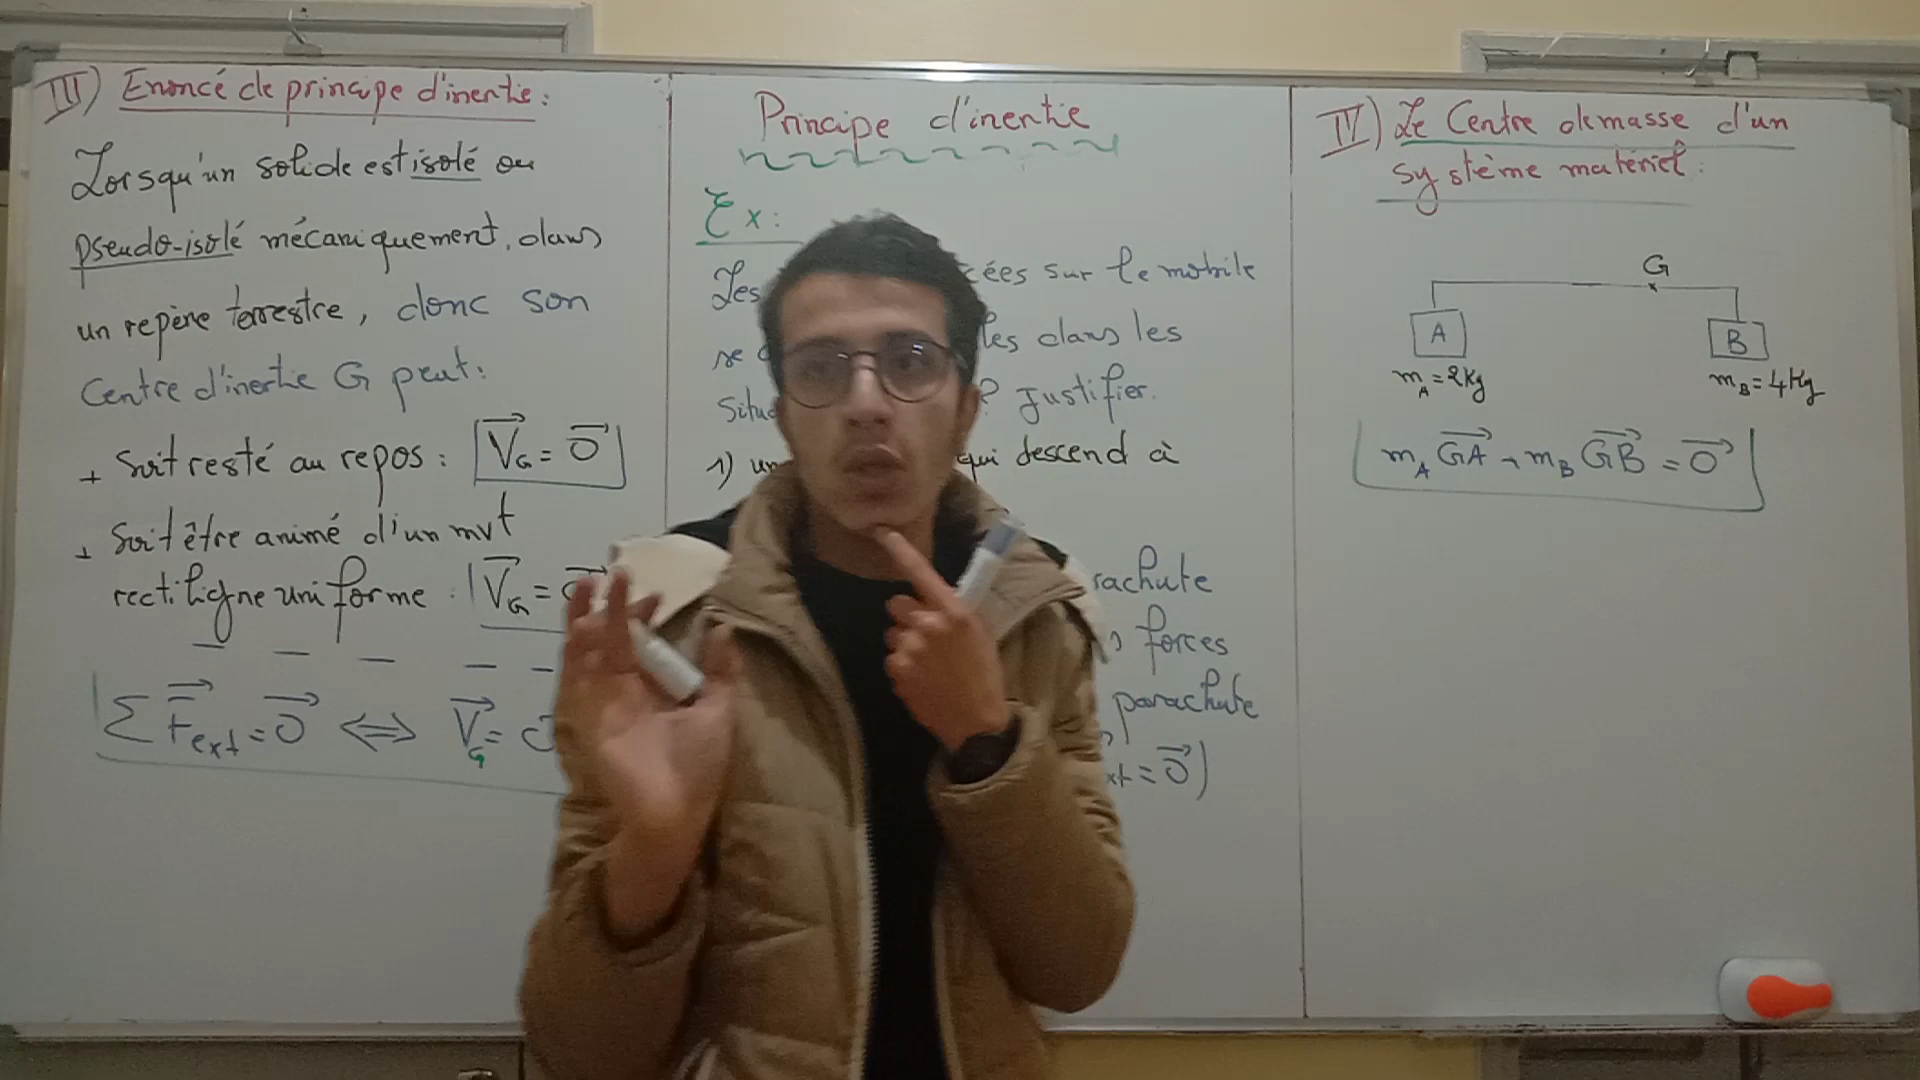 III) Enoncé de principe d'inertie :
Lorsqu'un solide est isolé ou
pseudo-isolé mécaniquement, dans
un repère terrestre, donc son
Centre d'inertie G peut :
+ Soit resté au repos : V⃗G = 0⃗
+ Soit être animé d'un mvt
rectiligne uniforme : V⃗G =
Σ F⃗ext = 0⃗ ⟺ V⃗G =
Principe d'inertie
Ex :
Les cées sur le mobile
se les dans les
? Justifier.
1) qui descend à
rachute
forces
parachute
xt = 0⃗)
IV) Le Centre de masse d'un
système matériel :
G
A B
mA = 2Kg mB = 4Kg
mA GA⃗ + mB GB⃗ = 0⃗